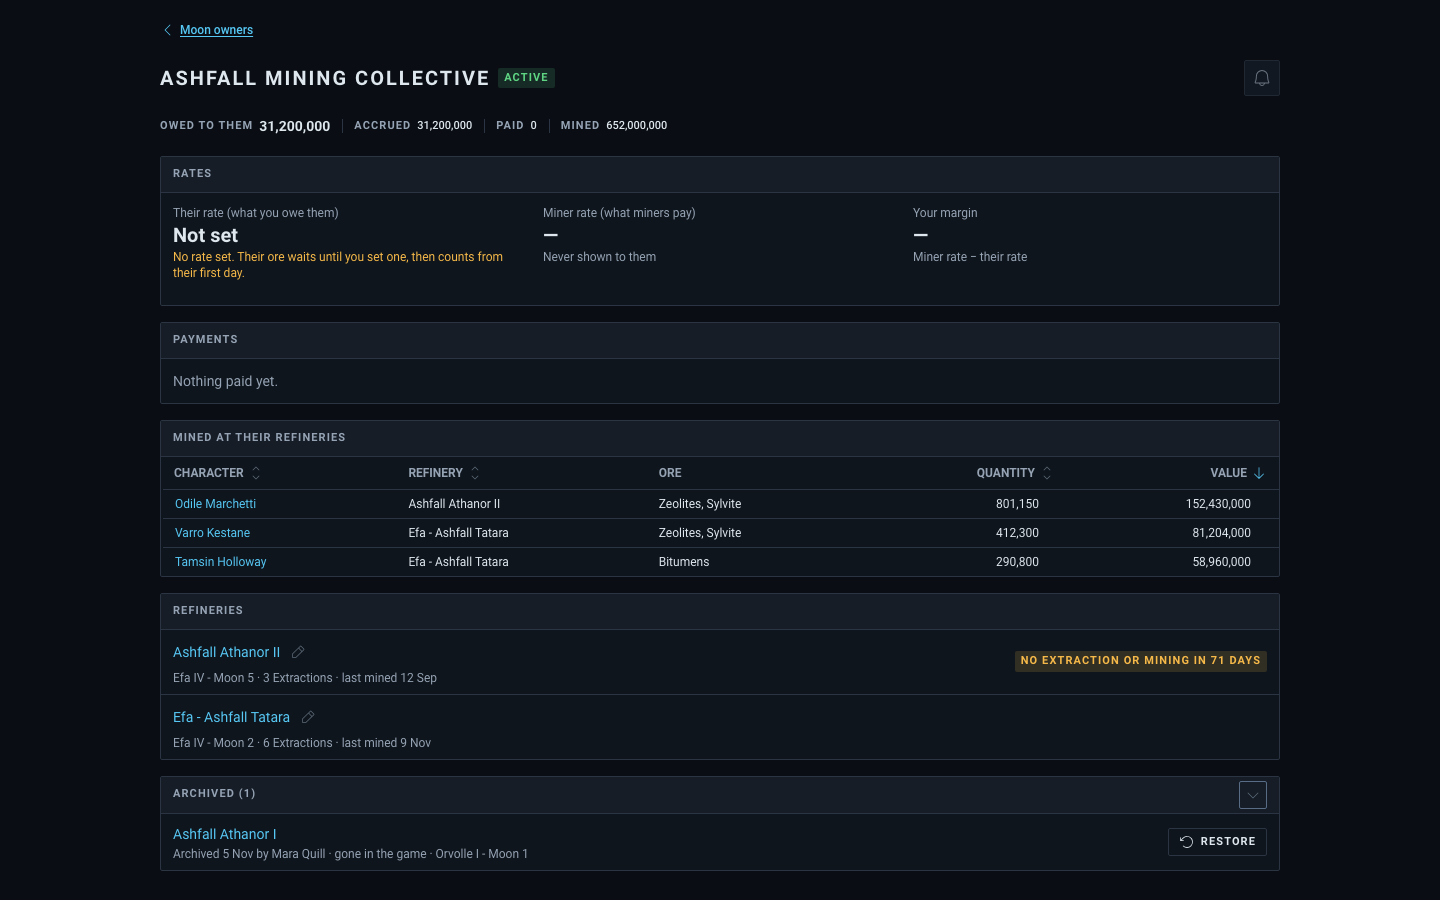 Moon owners
ASHFALL MINING COLLECTIVE ACTIVE
OWED TO THEM 31,200,000 ACCRUED 31,200,000 PAID 0 MINED 652,000,000
RATES
Their rate (what you owe them) Miner rate (what miners pay) Your margin
Not set — —
No rate set. Their ore waits until you set one, then counts from Never shown to them Miner rate − their rate
their first day.
PAYMENTS
Nothing paid yet.
MINED AT THEIR REFINERIES
CHARACTER REFINERY ORE QUANTITY VALUE
Odile Marchetti Ashfall Athanor II Zeolites, Sylvite 801,150 152,430,000
Varro Kestane Efa - Ashfall Tatara Zeolites, Sylvite 412,300 81,204,000
Tamsin Holloway Efa - Ashfall Tatara Bitumens 290,800 58,960,000
REFINERIES
Ashfall Athanor II
NO EXTRACTION OR MINING IN 71 DAYS
Efa IV - Moon 5 · 3 Extractions · last mined 12 Sep
Efa - Ashfall Tatara
Efa IV - Moon 2 · 6 Extractions · last mined 9 Nov
ARCHIVED (1)
Ashfall Athanor I
RESTORE
Archived 5 Nov by Mara Quill · gone in the game · Orvolle I - Moon 1